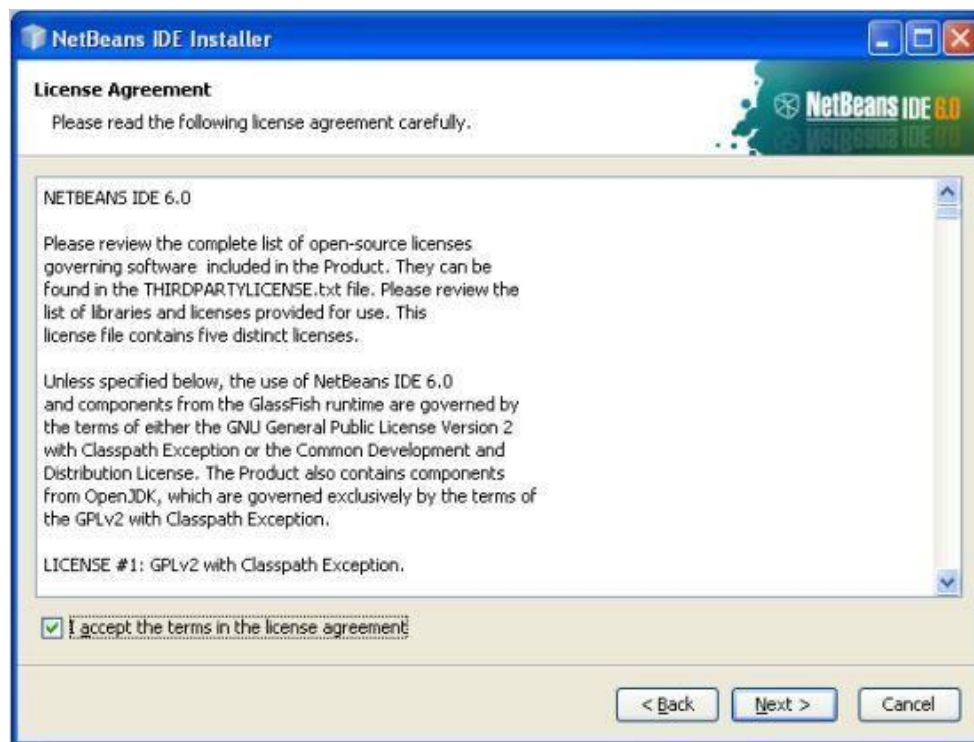 NetBeans IDE Installer
License Agreement
Please read the following license agreement carefully.
NetBeans IDE 6.0
NETBEANS IDE 6.0
Please review the complete list of open-source licenses
governing software included in the Product. They can be
found in the THIRDPARTYLICENSE.txt file. Please review the
list of libraries and licenses provided for use. This
license file contains five distinct licenses.
Unless specified below, the use of NetBeans IDE 6.0
and components from the GlassFish runtime are governed by
the terms of either the GNU General Public License Version 2
with Classpath Exception or the Common Development and
Distribution License. The Product also contains components
from OpenJDK, which are governed exclusively by the terms of
the GPLv2 with Classpath Exception.
LICENSE #1: GPLv2 with Classpath Exception.
I accept the terms in the license agreement
< Back Next > Cancel